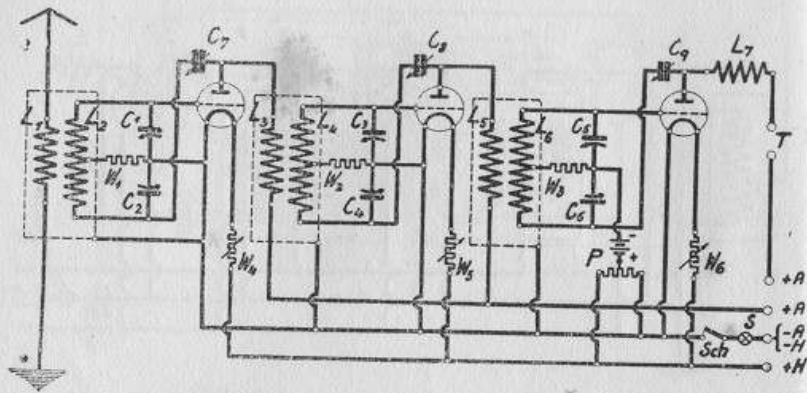 C7 C8 C9 L7
L1 L2 C1 L3 L4 C3 L5 L6 C5 T
W1 W2 W3
C2 C4 C6
W4 W5 P - + W6
+A
+A
Sch S -A
-H
+H